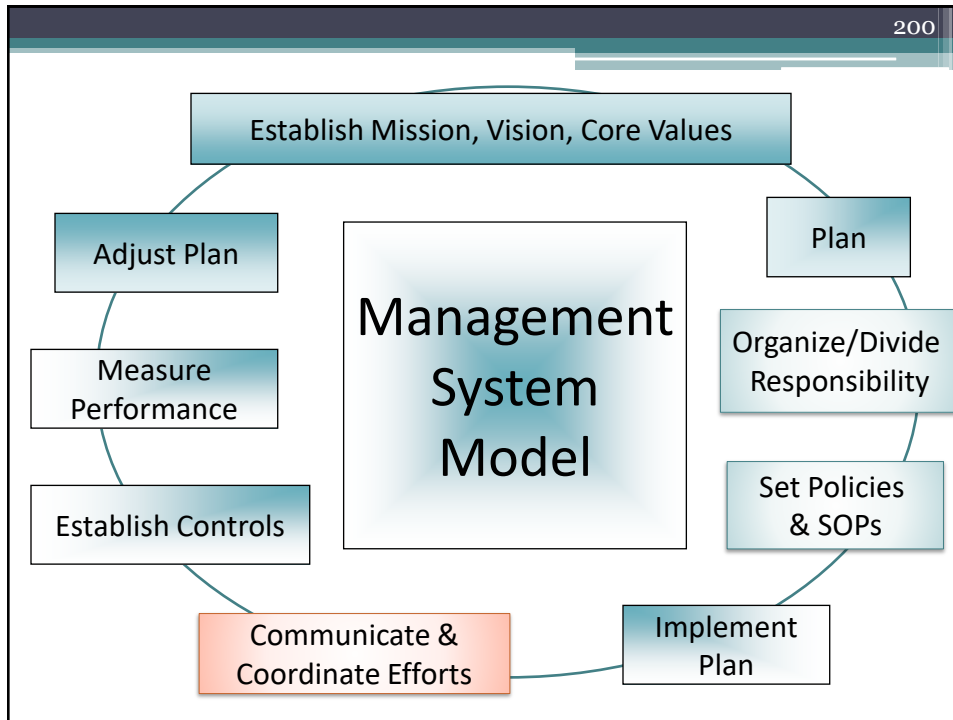 200
Establish Mission, Vision, Core Values
Plan
Organize/Divide
Responsibility
Set Policies
& SOPs
Implement
Plan
Communicate &
Coordinate Efforts
Establish Controls
Measure
Performance
Adjust Plan
Management
System
Model